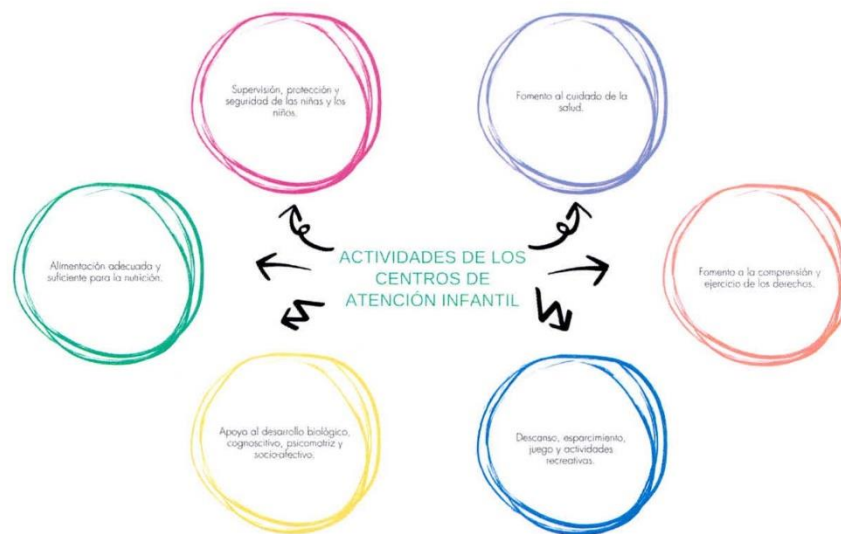 Supervisión, protección y
seguridad de las niñas y los
niños.
Fomento al cuidado de la
salud.
Alimentación adecuada y
suficiente para la nutrición.
ACTIVIDADES DE LOS
CENTROS DE
ATENCIÓN INFANTIL
Fomento a la comprensión y
ejercicio de los derechos.
Apoyo al desarrollo biológico,
cognoscitivo, psicomotriz y
socio-afectivo.
Descanso, esparcimiento,
juego y actividades
recreativas.